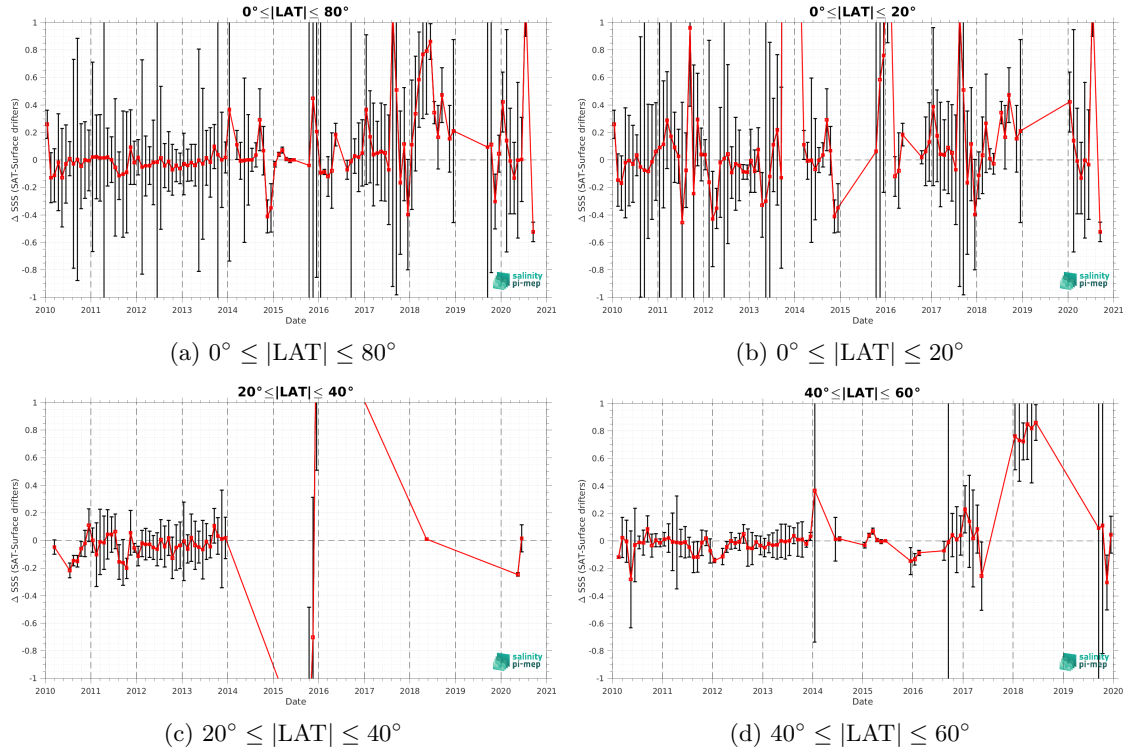 0°≤|LAT|≤ 80°
Δ SSS (SAT-Surface drifters)
1
0.8
0.6
0.4
0.2
0
-0.2
-0.4
-0.6
-0.8
-1
2010 2011 2012 2013 2014 2015 2016 2017 2018 2019 2020 2021
Date
salinity
pi-mep
(a) 0° ≤ |LAT| ≤ 80°
0°≤|LAT|≤ 20°
Δ SSS (SAT-Surface drifters)
1
0.8
0.6
0.4
0.2
0
-0.2
-0.4
-0.6
-0.8
-1
2010 2011 2012 2013 2014 2015 2016 2017 2018 2019 2020 2021
Date
salinity
pi-mep
(b) 0° ≤ |LAT| ≤ 20°
20°≤|LAT|≤ 40°
Δ SSS (SAT-Surface drifters)
1
0.8
0.6
0.4
0.2
0
-0.2
-0.4
-0.6
-0.8
-1
2010 2011 2012 2013 2014 2015 2016 2017 2018 2019 2020 2021
Date
salinity
pi-mep
(c) 20° ≤ |LAT| ≤ 40°
40°≤|LAT|≤ 60°
Δ SSS (SAT-Surface drifters)
1
0.8
0.6
0.4
0.2
0
-0.2
-0.4
-0.6
-0.8
-1
2010 2011 2012 2013 2014 2015 2016 2017 2018 2019 2020
Date
salinity
pi-mep
(d) 40° ≤ |LAT| ≤ 60°